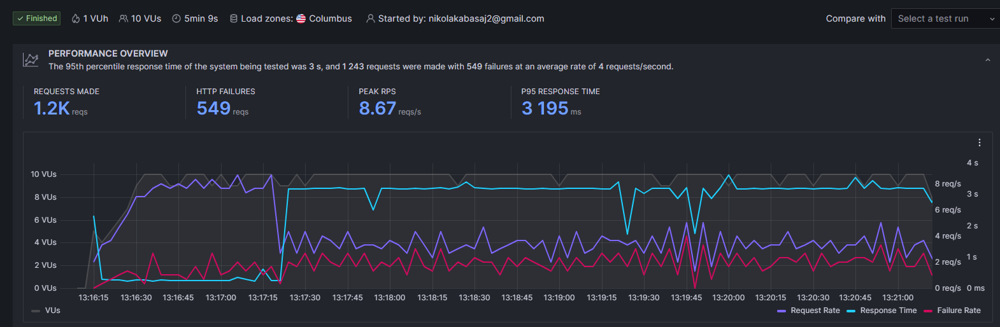 Finished 1 VUh 10 VUs 5min 9s Load zones: Columbus Started by: nikolakabasaj2@gmail.com Compare with Select a test run
PERFORMANCE OVERVIEW
The 95th percentile response time of the system being tested was 3 s, and 1 243 requests were made with 549 failures at an average rate of 4 requests/second.
REQUESTS MADE HTTP FAILURES PEAK RPS P95 RESPONSE TIME
1.2K reqs 549 reqs 8.67 reqs/s 3 195 ms
4 s
10 VUs
8 req/s
8 VUs 3 s
6 req/s
6 VUs
2 s
4 VUs 4 req/s
1 s
2 VUs 2 req/s
0 VUs 0 req/s 0 ms
13:16:15 13:16:30 13:16:45 13:17:00 13:17:15 13:17:30 13:17:45 13:18:00 13:18:15 13:18:30 13:18:45 13:19:00 13:19:15 13:19:30 13:19:45 13:20:00 13:20:15 13:20:30 13:20:45 13:21:00
VUs Request Rate Response Time Failure Rate